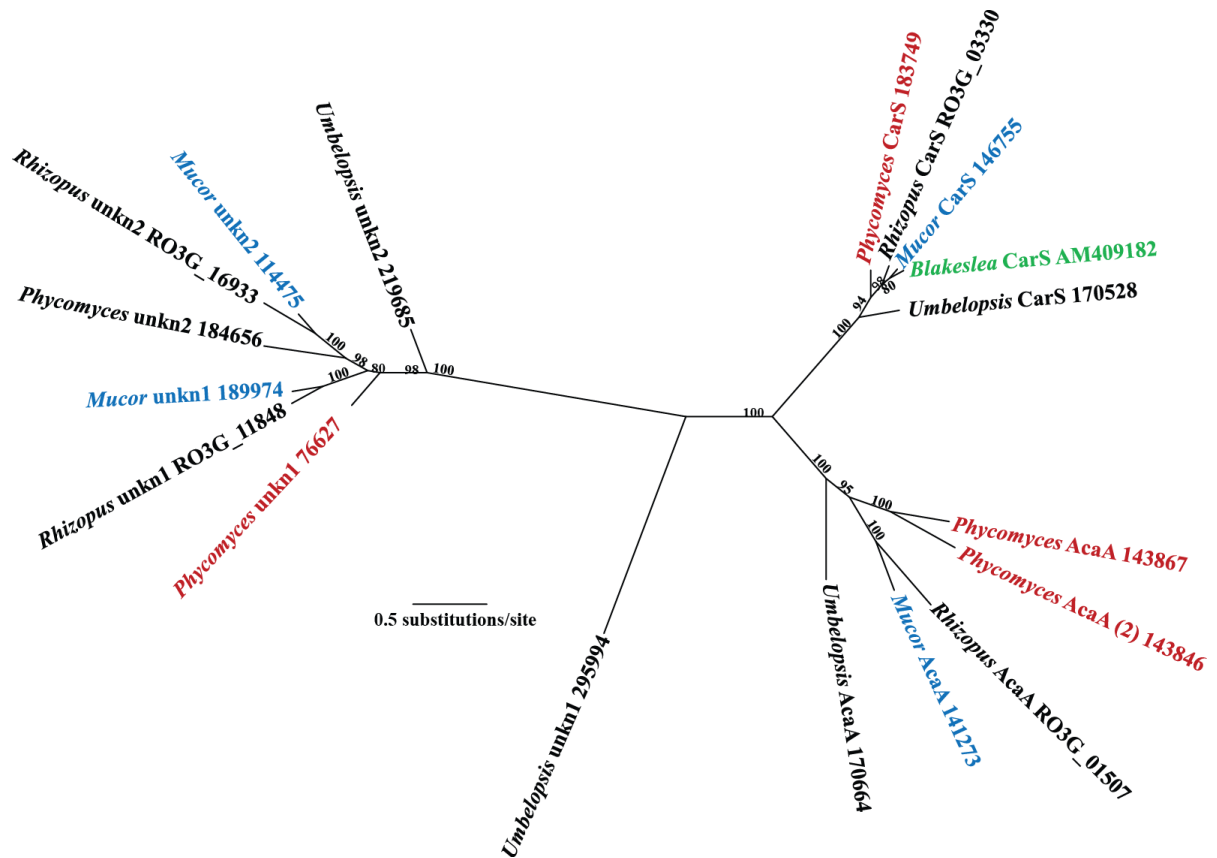 Phycomyces CarS 183749
Rhizopus CarS RO3G_03330
Mucor CarS 146755
Blakeslea CarS AM409182
Umbelopsis CarS 170528
98
80
94
100
Umbelopsis unkn2 219685
Mucor unkn2 114475
Rhizopus unkn2 RO3G_16933
Phycomyces unkn2 184656
Mucor unkn1 189974
Rhizopus unkn1 RO3G_11848
Phycomyces unkn1 76627
100
98
100
80
98
100
100
0.5 substitutions/site
Umbelopsis unkn1 295994
100
95
100
100
Phycomyces AcaA 143867
Phycomyces AcaA (2) 143846
Rhizopus AcaA RO3G_01507
Mucor AcaA 141273
Umbelopsis AcaA 170664